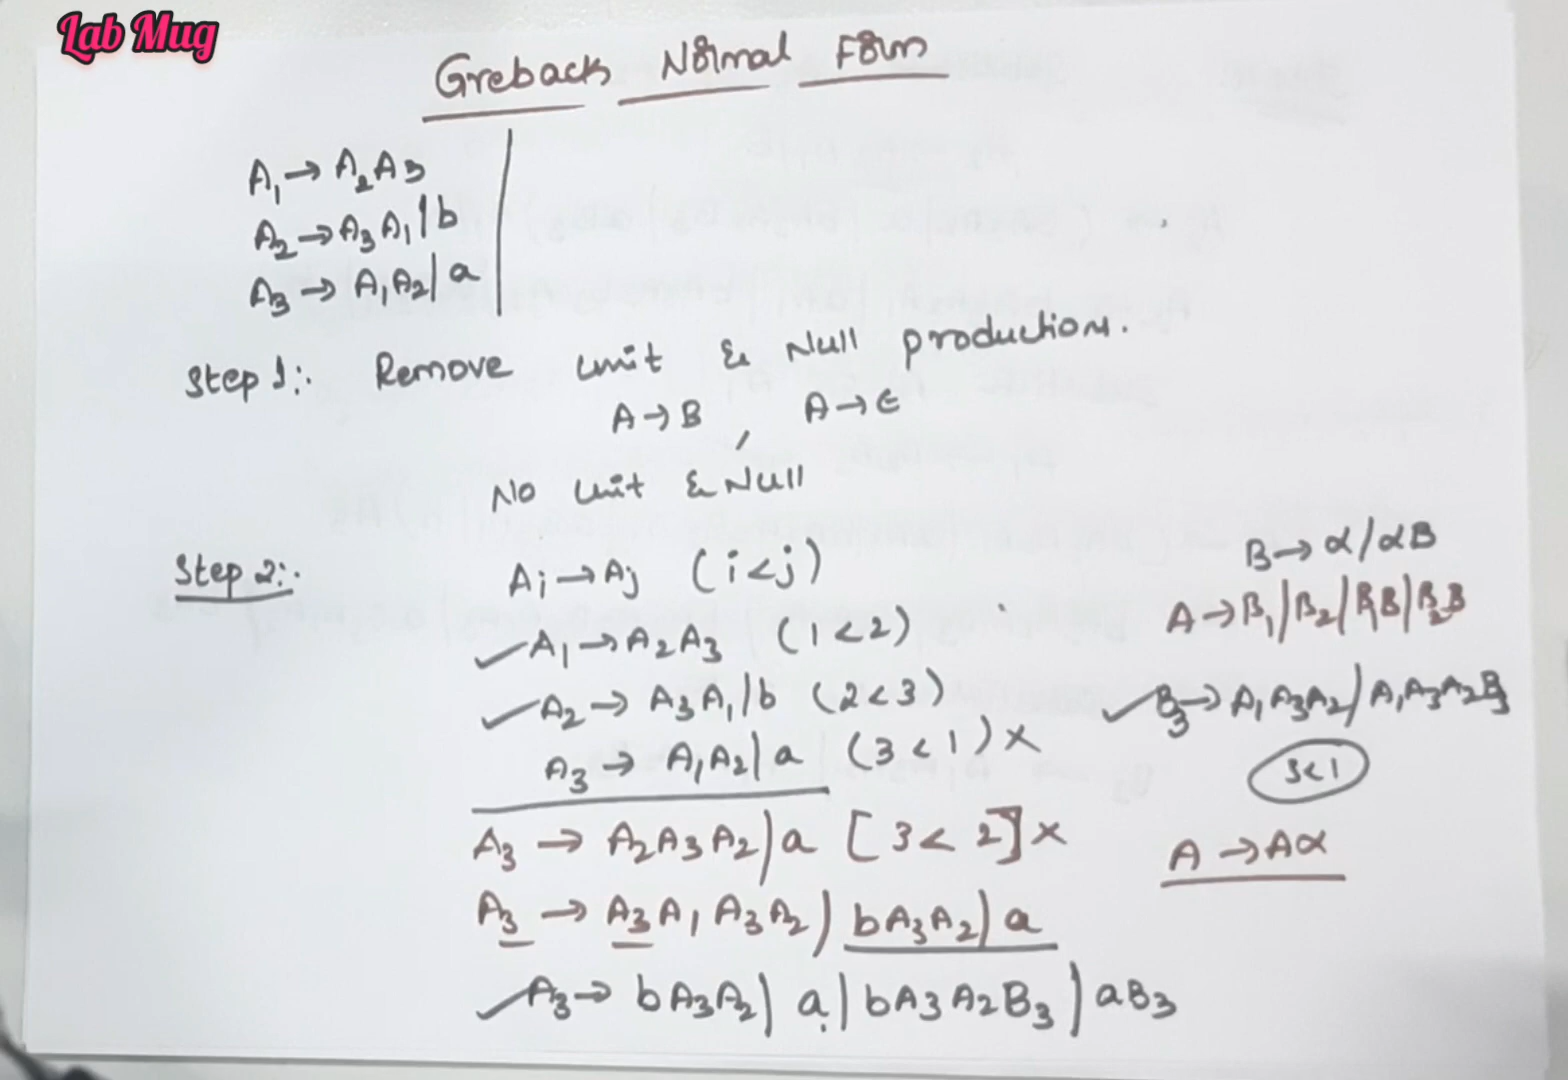 Lab Mug
Greback Normal Form
A₁ → A₂A₃
A₂ → A₃A₁|b
A₃ → A₁A₂|a
Step 1:. Remove unit & Null production.
A→B , A→ε
No unit & Null
Step 2:.
Ai → Aj (i<j)
A₁ → A₂A₃ (1<2)
A₂ → A₃A₁|b (2<3)
A₃ → A₁A₂|a (3<1) ×
A₃ → A₂A₃A₂|a [3<2] ×
A₃ → A₃A₁A₃A₂|bA₃A₂|a
A₃ → bA₃A₂|a|bA₃A₂B₃|aB₃
B → α/αB
A → B₁|B₂|B₁B|B₂B
B₃ → A₁A₃A₂/A₁A₃A₂B₃
3<1
A → Aα